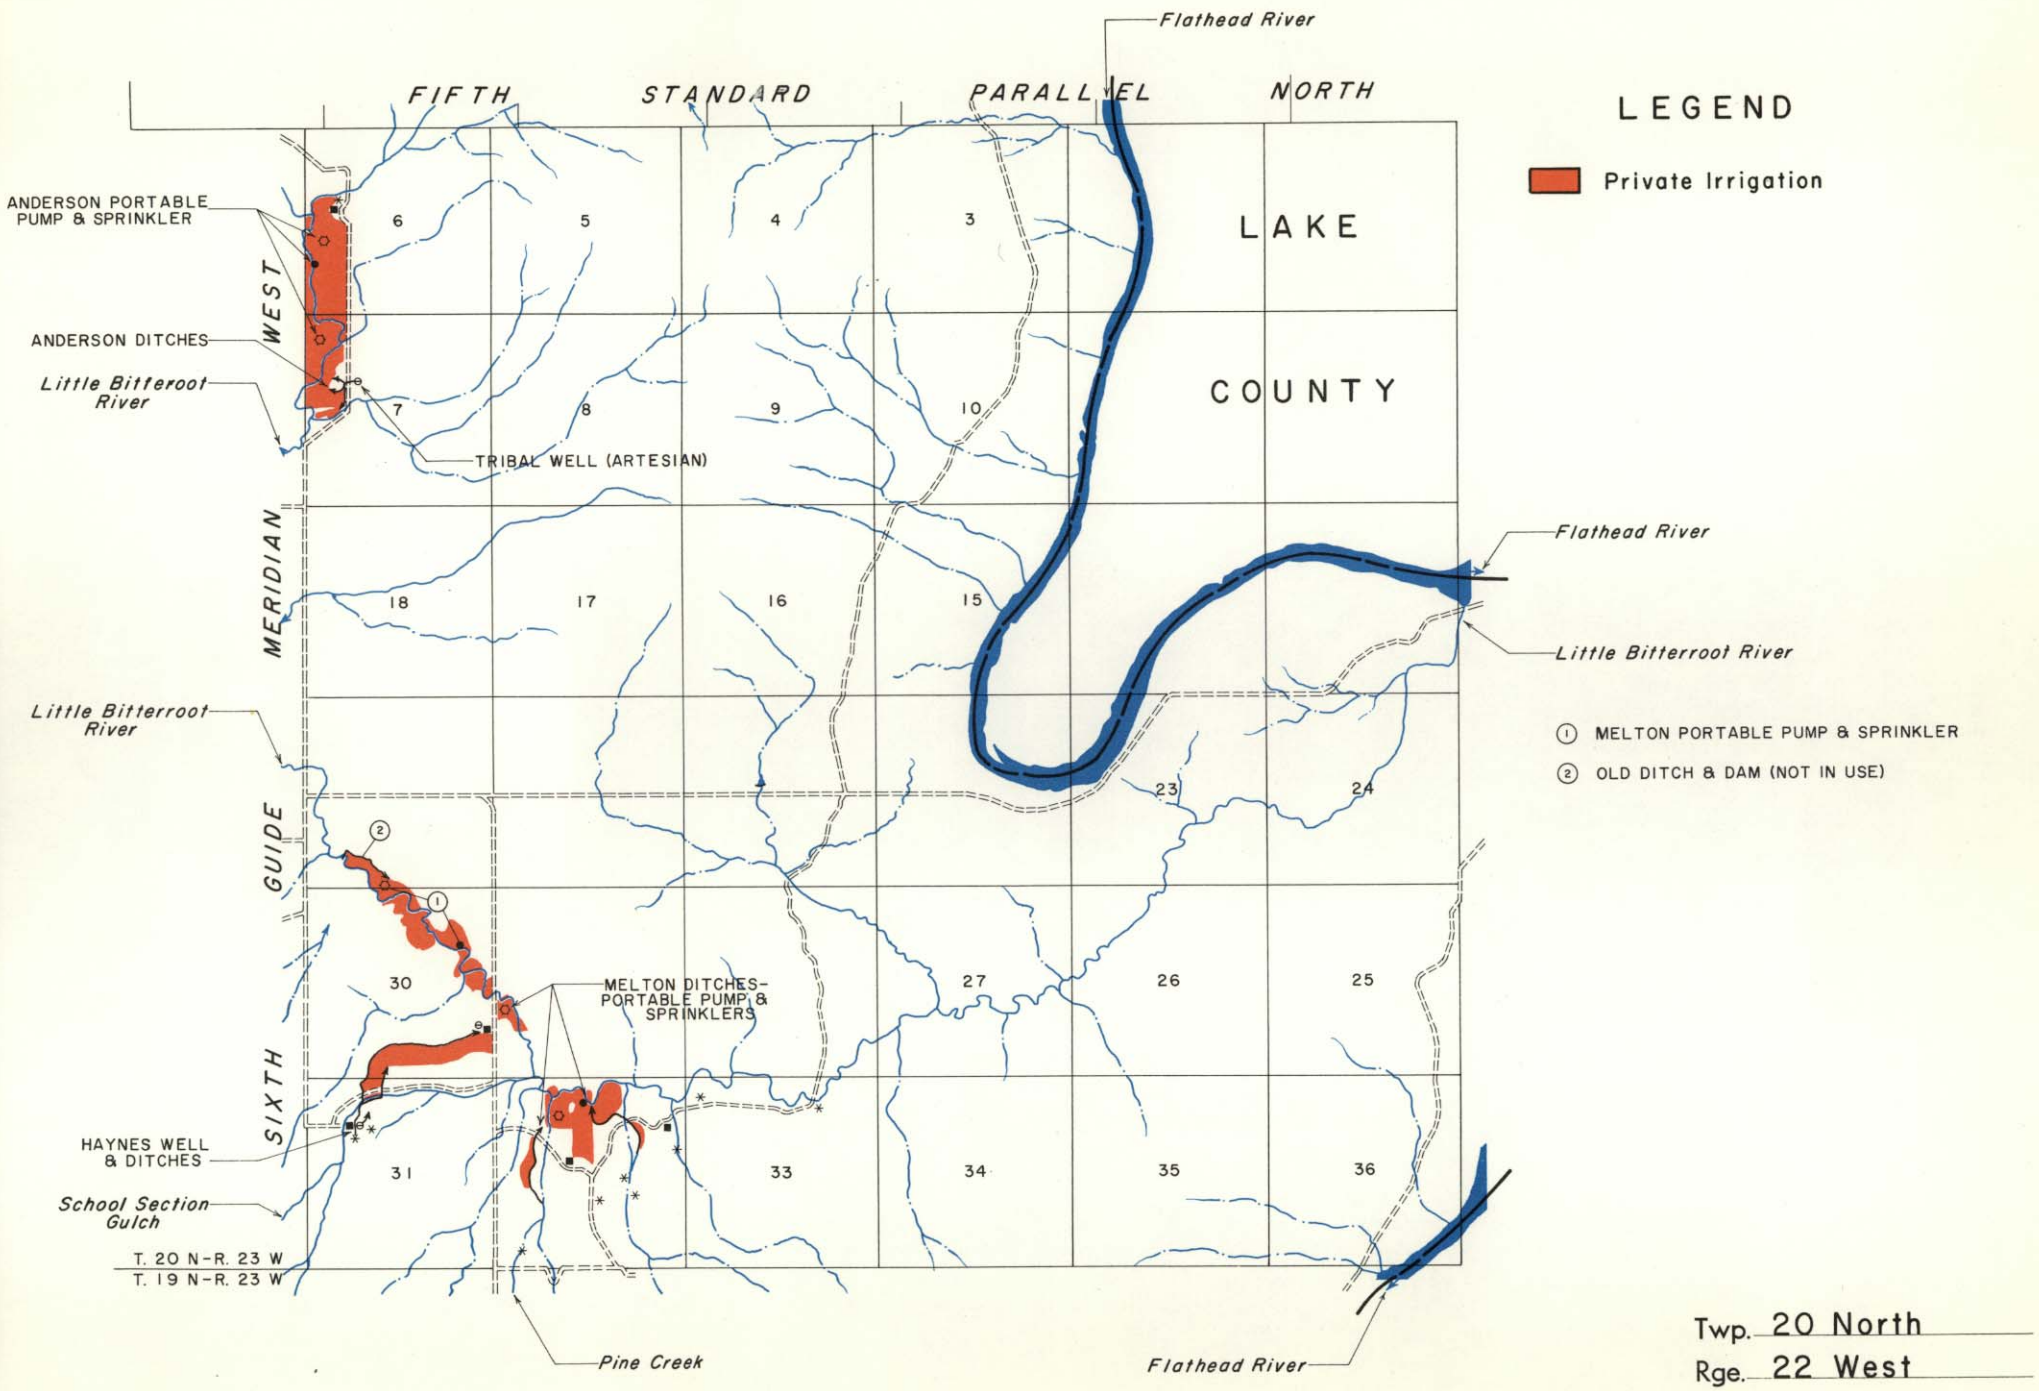 Flathead River
FIFTH STANDARD PARALLEL NORTH
LEGEND
Private Irrigation
ANDERSON PORTABLE
PUMP & SPRINKLER
6 5 4 3
LAKE
COUNTY
WEST
ANDERSON DITCHES
Little Bitteroot
River
7 8 9 10
TRIBAL WELL (ARTESIAN)
MERIDIAN
Flathead River
18 17 16 15
Little Bitterroot River
Little Bitterroot
River
1 MELTON PORTABLE PUMP & SPRINKLER
2 OLD DITCH & DAM (NOT IN USE)
23 24
GUIDE
2
1
30 27 26 25
MELTON DITCHES-
PORTABLE PUMP &
SPRINKLERS
SIXTH
HAYNES WELL
& DITCHES
31 33 34 35 36
School Section
Gulch
T. 20 N-R. 23 W
T. 19 N-R. 23 W
Pine Creek
Flathead River
Twp. 20 North
Rge. 22 West